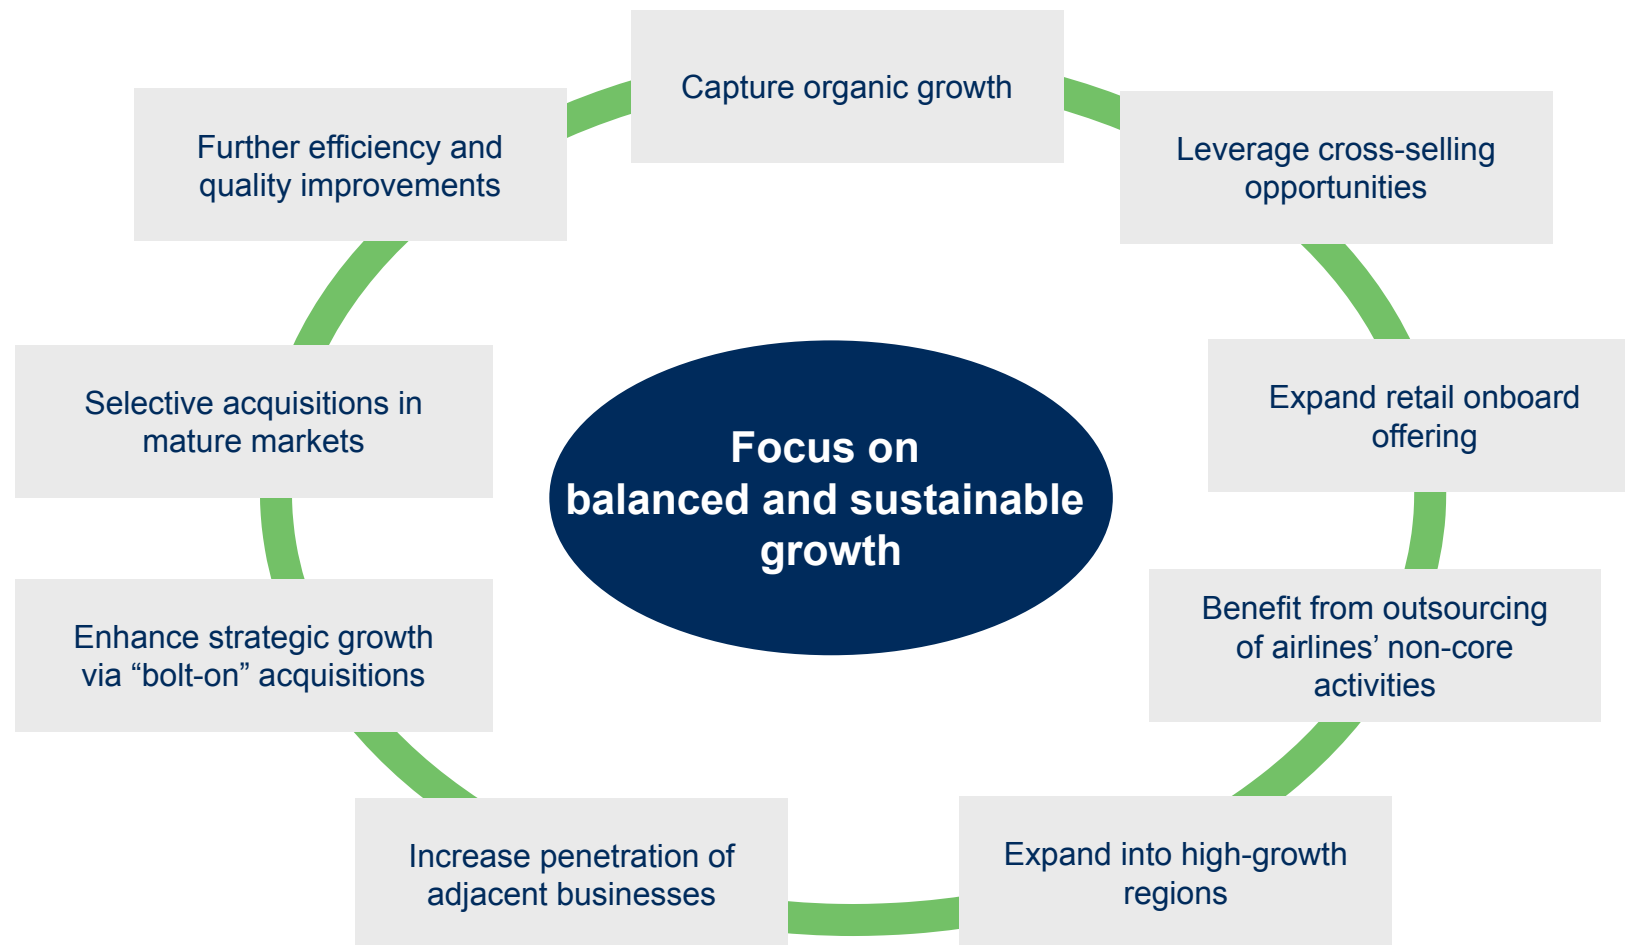 Capture organic growth
Leverage cross-selling
opportunities
Expand retail onboard
offering
Benefit from outsourcing
of airlines’ non-core
activities
Expand into high-growth
regions
Increase penetration of
adjacent businesses
Enhance strategic growth
via “bolt-on” acquisitions
Selective acquisitions in
mature markets
Further efficiency and
quality improvements
Focus on
balanced and sustainable
growth